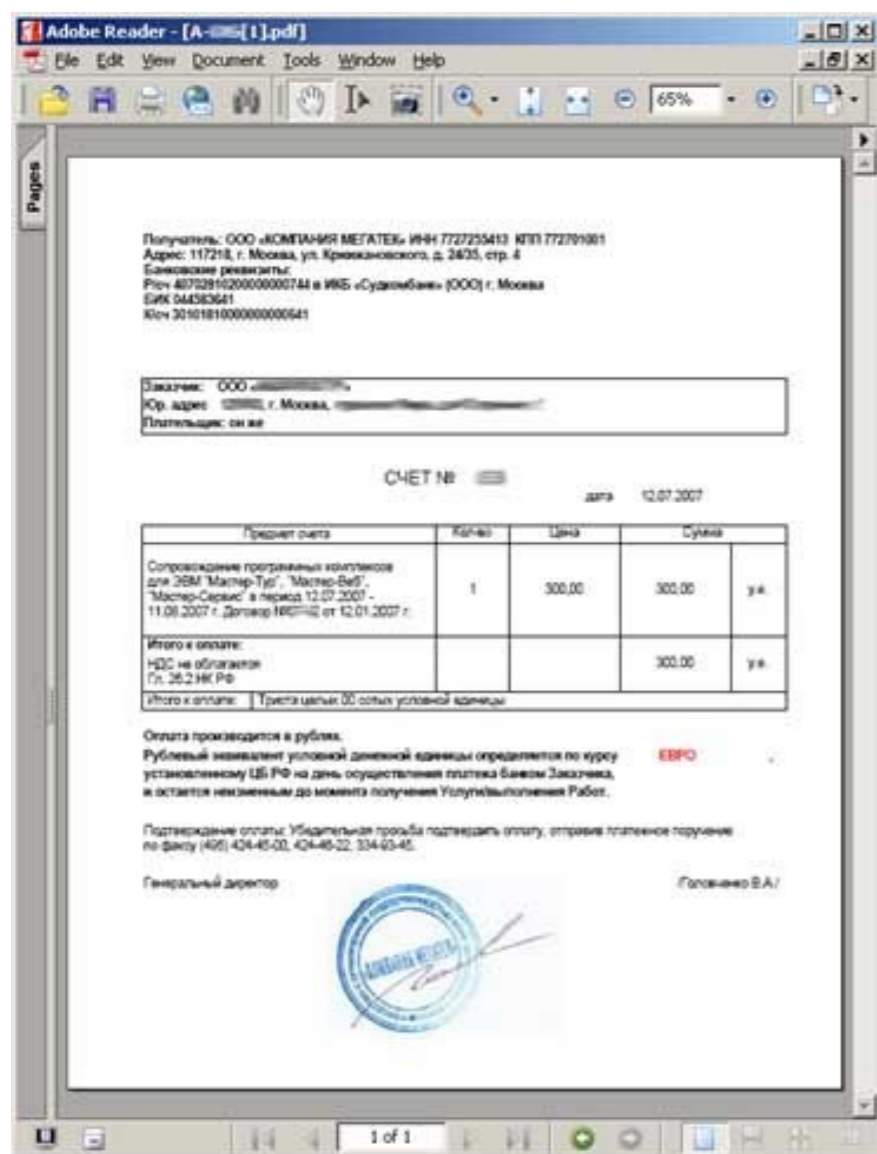 Adobe Reader - [A- [1].pdf]
File Edit View Document Tools Window Help
65%
Pages
Получатель: ООО «КОМПАНИЯ МЕГАТЕК» ИНН 7727255413 КПП 772701001
Адрес: 117218, г. Москва, ул. Кржижановского, д. 24/35, стр. 4
Банковские реквизиты:
Р/сч в ИКБ «Судкомбанк» (ООО) г. Москва
БИК 044583641
К/сч
Заказчик: ООО
Юр. адрес г. Москва,
Плательщик: он же
СЧЕТ №
дата 12.07.2007
Предмет счета Кол-во Цена Сумма
Сопровождение программных комплексов
для ЭВМ "Мастер-Тур", "Мастер-Веб",
"Мастер-Сервис" в период 12.07.2007 -
11.08.2007 г. Договор от 12.01.2007 г.
1 300,00 300,00 у.е.
Итого к оплате:
НДС не облагается
Гл. 26.2 НК РФ
300,00 у.е.
Итого к оплате: Триста целых 00 сотых условной единицы
Оплата производится в рублях.
Рублевый эквивалент условной денежной единицы определяется по курсу ЕВРО ,
установленному ЦБ РФ на день осуществления платежа банком Заказчика,
и остается неизменным до момента получения Услуги/выполнения Работ.
Подтверждение оплаты: Убедительная просьба подтвердить оплату, отправив платежное поручение
по факсу (495) 424-46-00, 424-46-22, 334-93-45.
Генеральный директор /Головченко В.А./
КОМПАНИЯ МЕГАТЕК
1 of 1